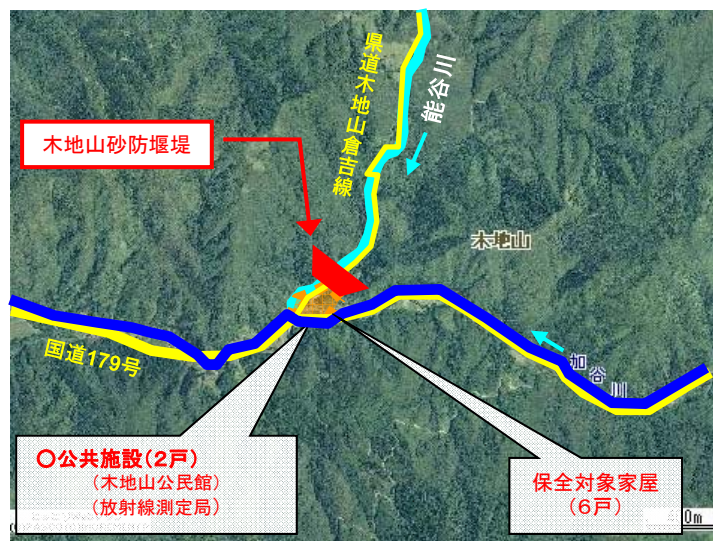 県道木地山倉吉線
能谷川
木地山砂防堰堤
木地山
国道179号
加谷川
〇公共施設(2戸)
(木地山公民館)
(放射線測定局)
保全対象家屋
(6戸)